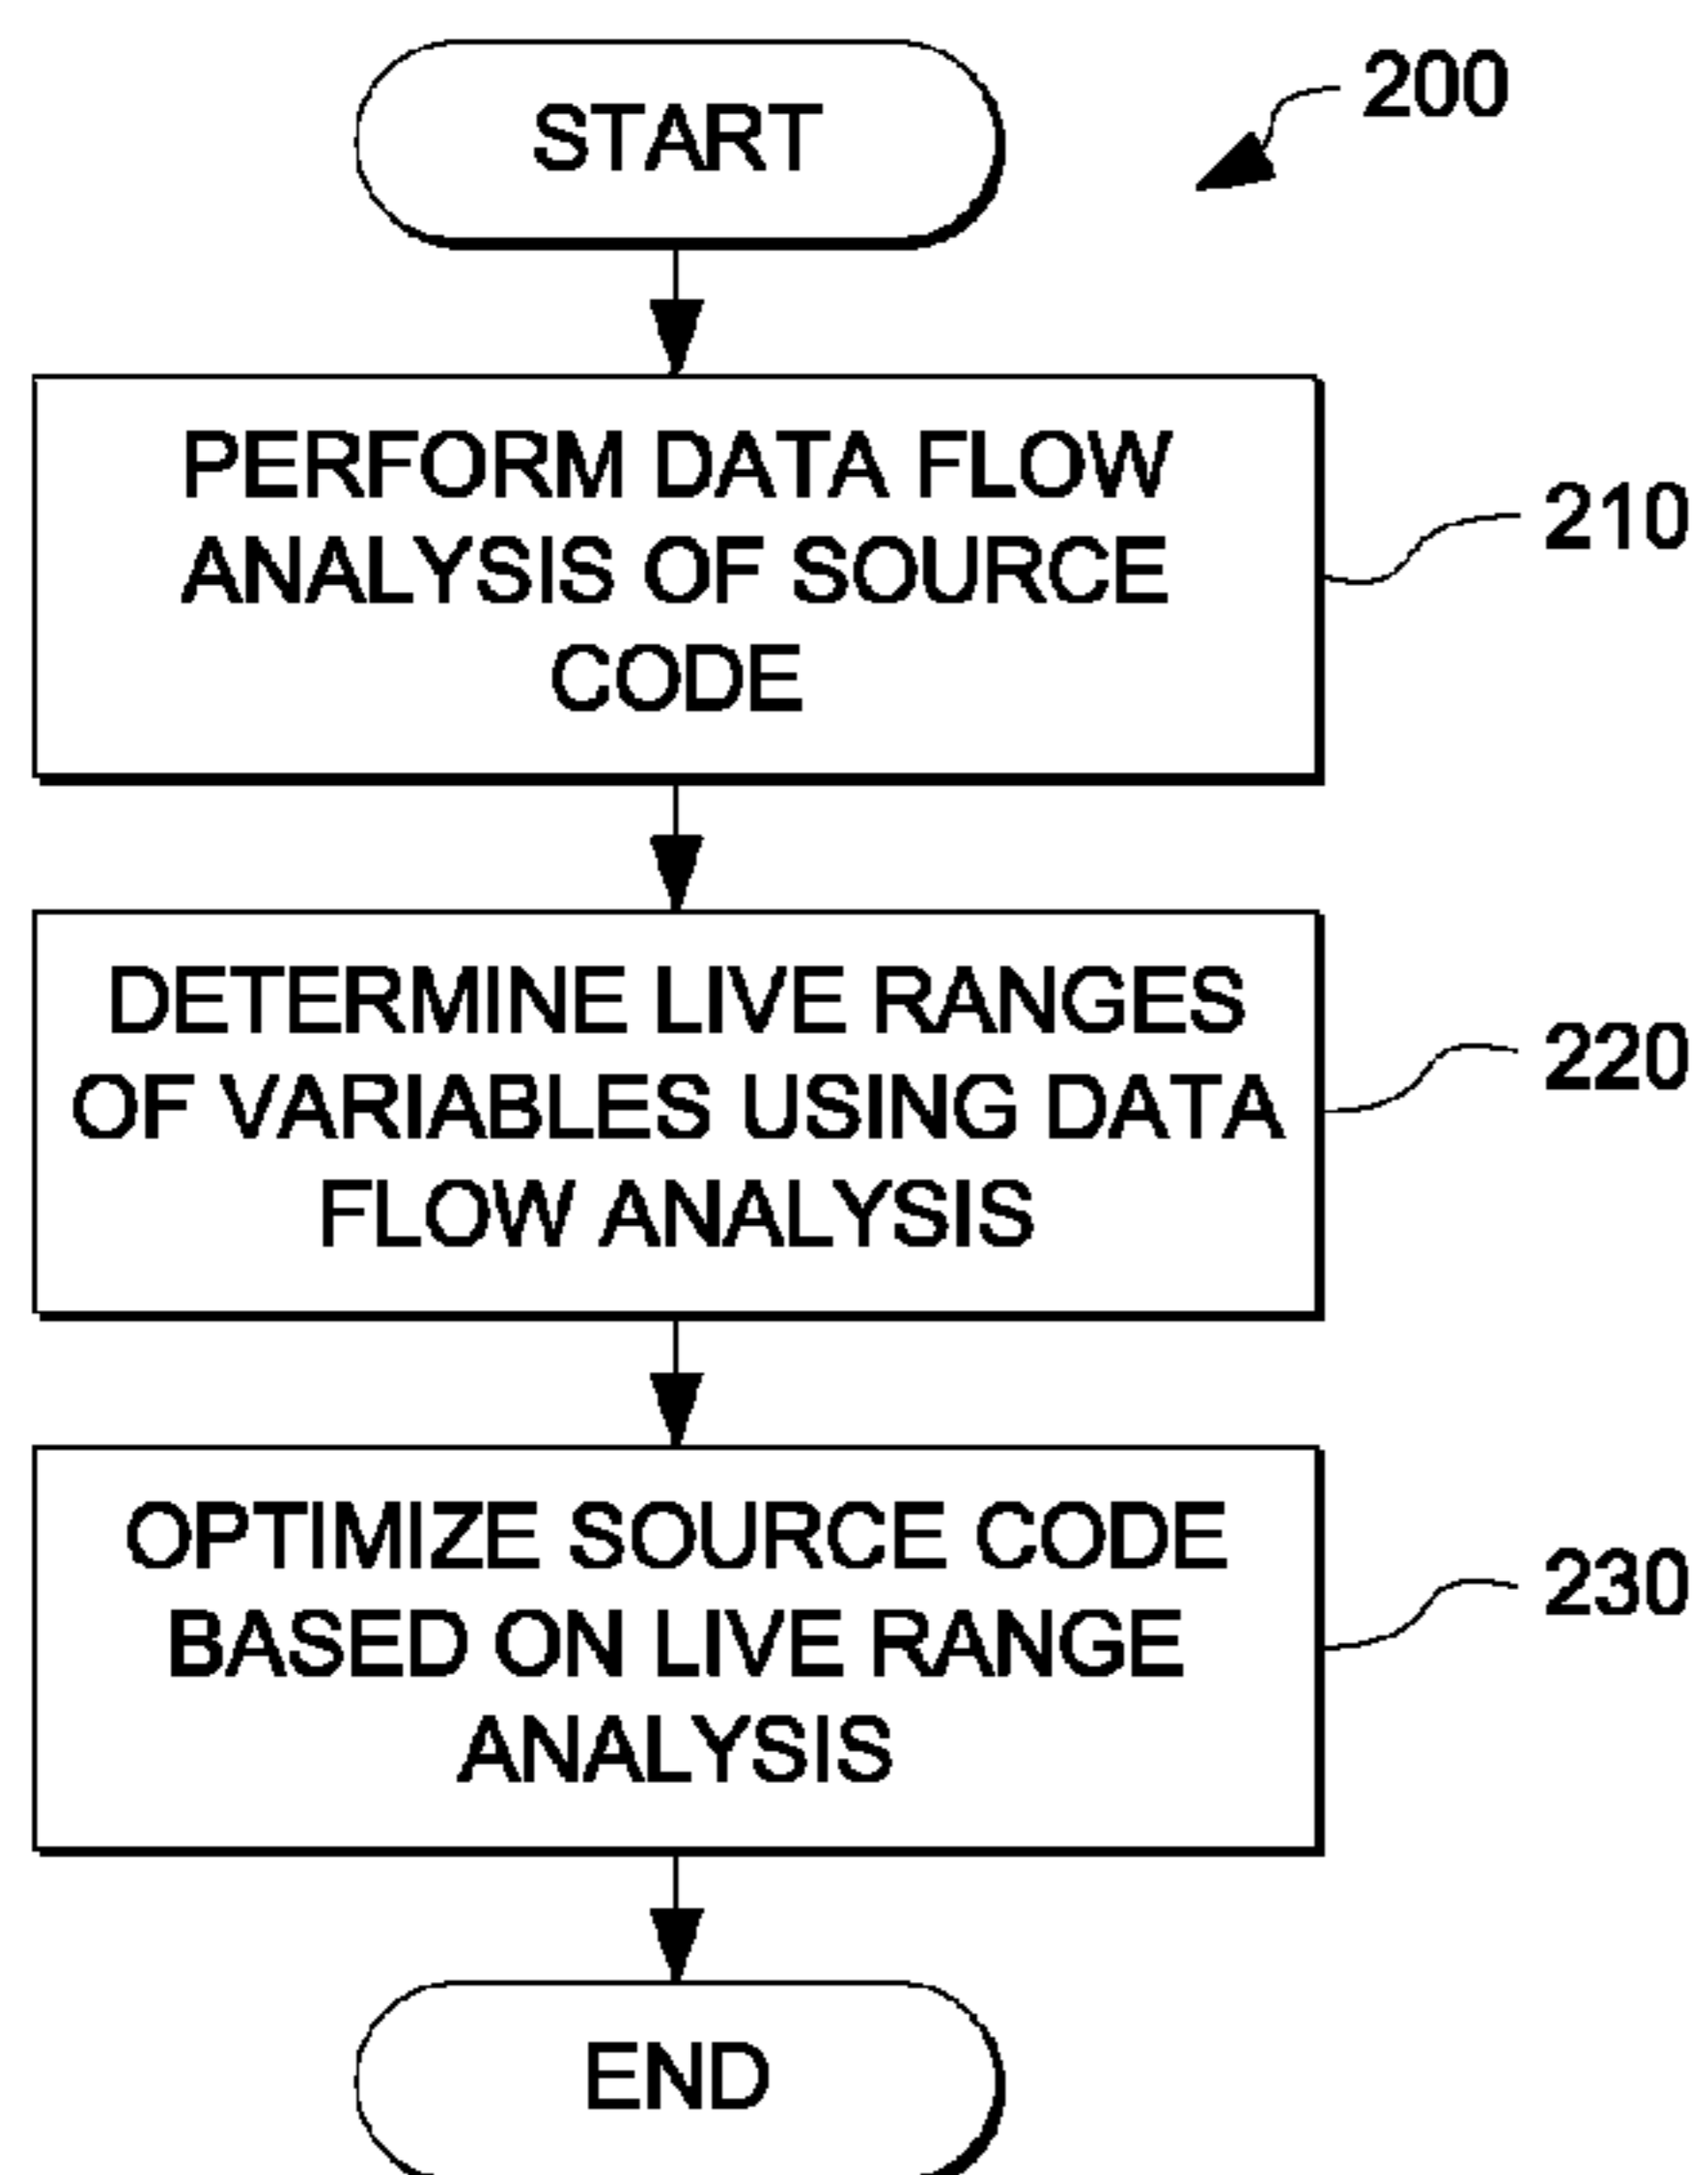 START
200
PERFORM DATA FLOW
ANALYSIS OF SOURCE
CODE
210
DETERMINE LIVE RANGES
OF VARIABLES USING DATA
FLOW ANALYSIS
220
OPTIMIZE SOURCE CODE
BASED ON LIVE RANGE
ANALYSIS
230
END